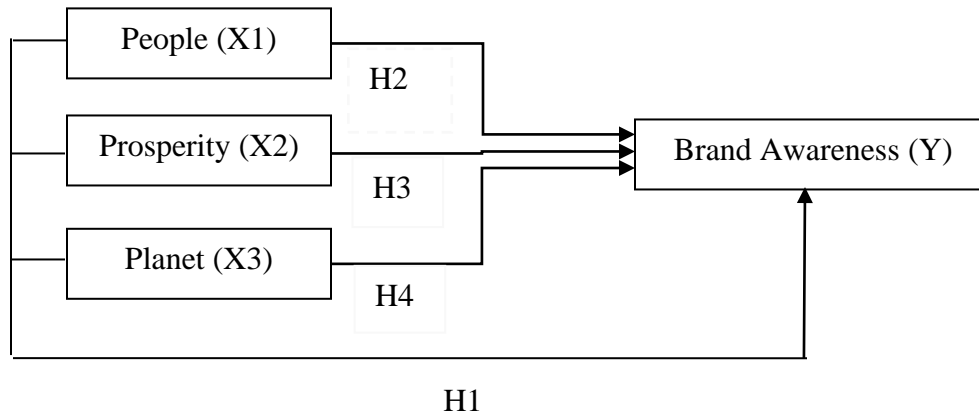 People (X1)
H2
Prosperity (X2)
Brand Awareness (Y)
H3
Planet (X3)
H4
H1